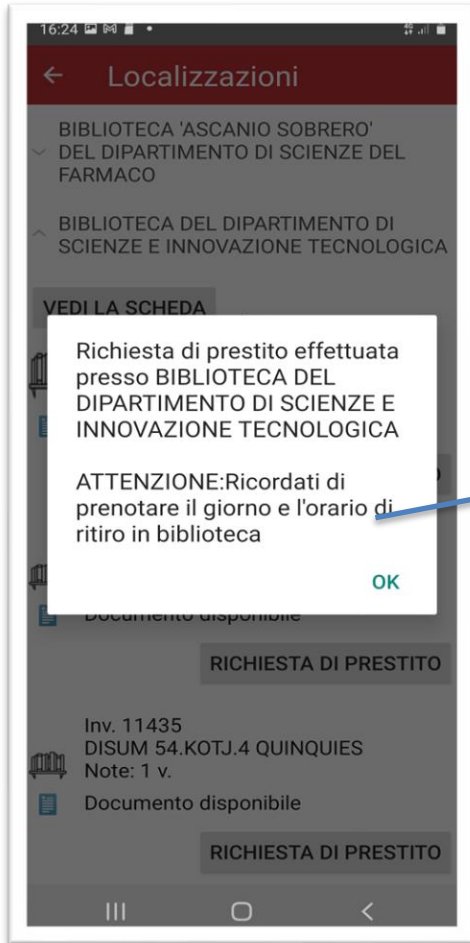 16:24
Localizzazioni
BIBLIOTECA 'ASCANIO SOBRERO'
DEL DIPARTIMENTO DI SCIENZE DEL
FARMACO
BIBLIOTECA DEL DIPARTIMENTO DI
SCIENZE E INNOVAZIONE TECNOLOGICA
VEDI LA SCHEDA
Richiesta di prestito effettuata
presso BIBLIOTECA DEL
DIPARTIMENTO DI SCIENZE E
INNOVAZIONE TECNOLOGICA
ATTENZIONE:Ricordati di
prenotare il giorno e l'orario di
ritiro in biblioteca
OK
Documento disponibile
RICHIESTA DI PRESTITO
Inv. 11435
DISUM 54.KOTJ.4 QUINQUIES
Note: 1 v.
Documento disponibile
RICHIESTA DI PRESTITO